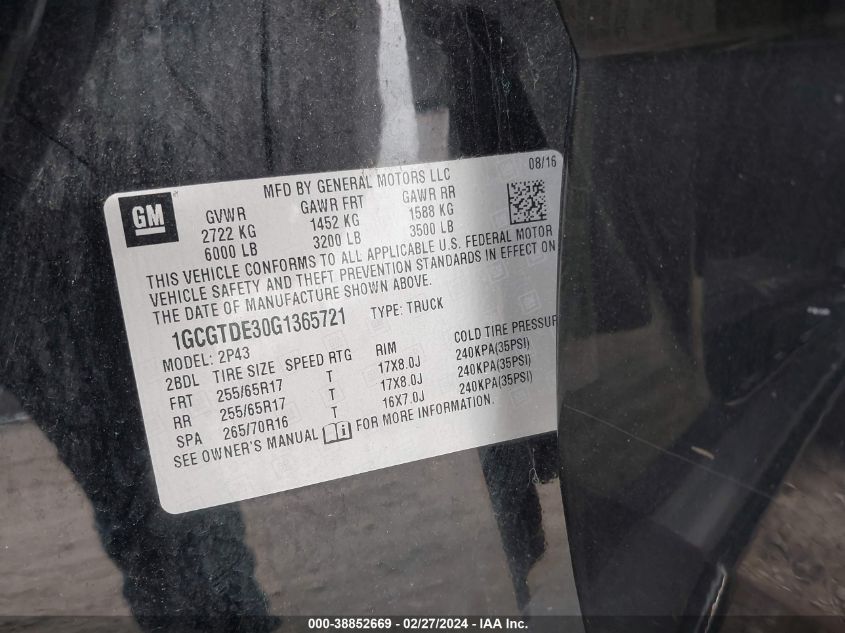 08/16
GM
MFD BY GENERAL MOTORS LLC
GVWR GAWR FRT GAWR RR
2722 KG 1452 KG 1588 KG
6000 LB 3200 LB 3500 LB
THIS VEHICLE CONFORMS TO ALL APPLICABLE U.S. FEDERAL MOTOR
VEHICLE SAFETY AND THEFT PREVENTION STANDARDS IN EFFECT ON
THE DATE OF MANUFACTURE SHOWN ABOVE.
1GCGTDE30G1365721 TYPE: TRUCK
MODEL: 2P43
2BDL TIRE SIZE SPEED RTG RIM COLD TIRE PRESSUR
FRT 255/65R17 T 17X8.0J 240KPA(35PSI)
RR 255/65R17 T 17X8.0J 240KPA(35PSI)
SPA 265/70R16 T 16X7.0J 240KPA(35PSI)
SEE OWNER'S MANUAL i FOR MORE INFORMATION.
000-38852669 - 02/27/2024 - IAA Inc.